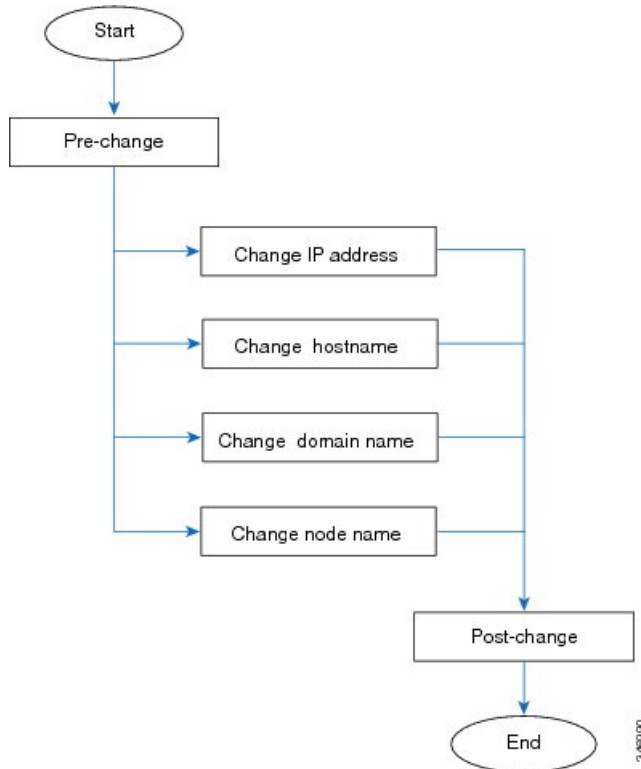 Start
Pre-change
Change IP address
Change hostname
Change domain name
Change node name
Post-change
End